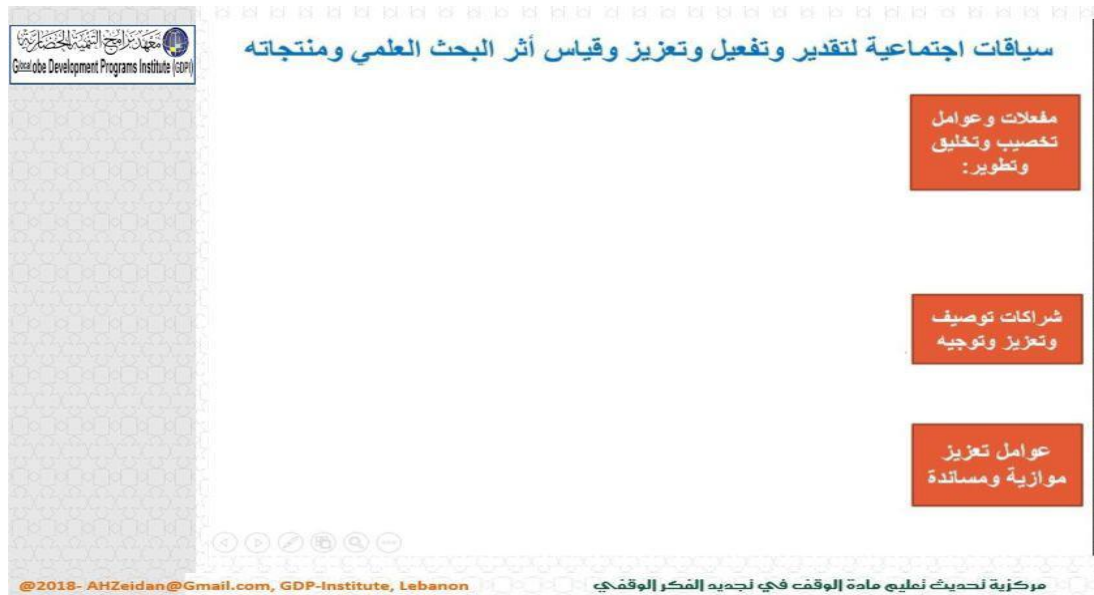 معهد برامج التنمية الحضارية
Glocal obe Development Programs Institute (GDPI)
سياقات اجتماعية لتقدير وتفعيل وتعزيز وقياس أثر البحث العلمي ومنتجاته
مفعلات وعوامل
تخصيب وتخليق
وتطوير:
شراكات توصيف
وتعزيز وتوجيه
عوامل تعزيز
موازية ومساندة
@2018- AHZeidan@Gmail.com, GDP-Institute, Lebanon
مركزية تحديث تعليم مادة الوقف في تجديد الفكر الوقفي